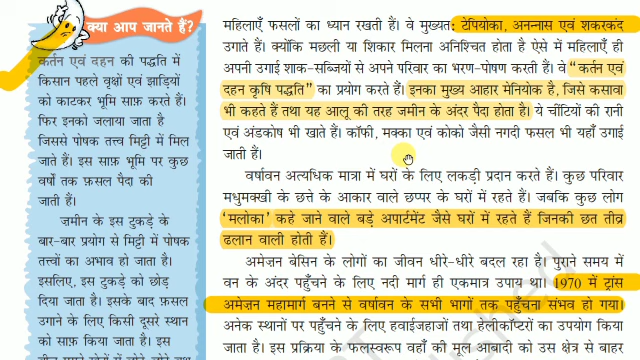 क्या आप जानते हैं?
कर्तन एवं दहन की पद्धति में
किसान पहले वृक्षों एवं झाड़ियों
को काटकर भूमि साफ़ करते हैं।
फिर इनको जलाया जाता है
जिससे पोषक तत्त्व मिट्टी में मिल
जाते हैं। इस साफ़ भूमि पर कुछ
वर्षों तक फ़सल पैदा की
जाती हैं।
ज़मीन के इस टुकड़े के
बार-बार प्रयोग से मिट्टी में पोषक
तत्त्वों का अभाव हो जाता है।
इसलिए, इस टुकड़े को छोड़
दिया जाता है। इसके बाद फ़सल
उगाने के लिए किसी दूसरे स्थान
को साफ़ किया जाता है। इस
महिलाएँ फसलों का ध्यान रखती हैं। वे मुख्यत: टेपियोका, अनन्नास एवं शकरकंद
उगाते हैं। क्योंकि मछली या शिकार मिलना अनिश्चित होता है ऐसे में महिलाएँ ही
अपनी उगाई शाक-सब्जियों से अपने परिवार का भरण-पोषण करती हैं। वे "कर्तन एवं
दहन कृषि पद्धति" का प्रयोग करते हैं। इनका मुख्य आहार मेनियोक है, जिसे कसावा
भी कहते हैं तथा यह आलू की तरह जमीन के अंदर पैदा होता है। ये चींटियों की रानी
एवं अंडकोष भी खाते हैं। कॉफी, मक्का एवं कोको जैसी नगदी फसल भी यहाँ उगाई
जाती हैं।
वर्षावन अत्यधिक मात्रा में घरों के लिए लकड़ी प्रदान करते हैं। कुछ परिवार
मधुमक्खी के छत्ते के आकार वाले छप्पर के घरों में रहते हैं। जबकि कुछ लोग
'मलोका' कहे जाने वाले बड़े अपार्टमेंट जैसे घरों में रहते हैं जिनकी छत तीव्र
ढलान वाली होती हैं।
अमेज़न बेसिन के लोगों का जीवन धीरे-धीरे बदल रहा है। पुराने समय में
वन के अंदर पहुँचने के लिए नदी मार्ग ही एकमात्र उपाय था। 1970 में ट्रांस
अमेज़न महामार्ग बनने से वर्षावन के सभी भागों तक पहुँचना संभव हो गया।
अनेक स्थानों पर पहुँचने के लिए हवाईजहाजों तथा हेलीकॉप्टरों का उपयोग किया
जाता है। इस प्रक्रिया के फलस्वरूप वहाँ की मूल आबादी को उस क्षेत्र से बाहर